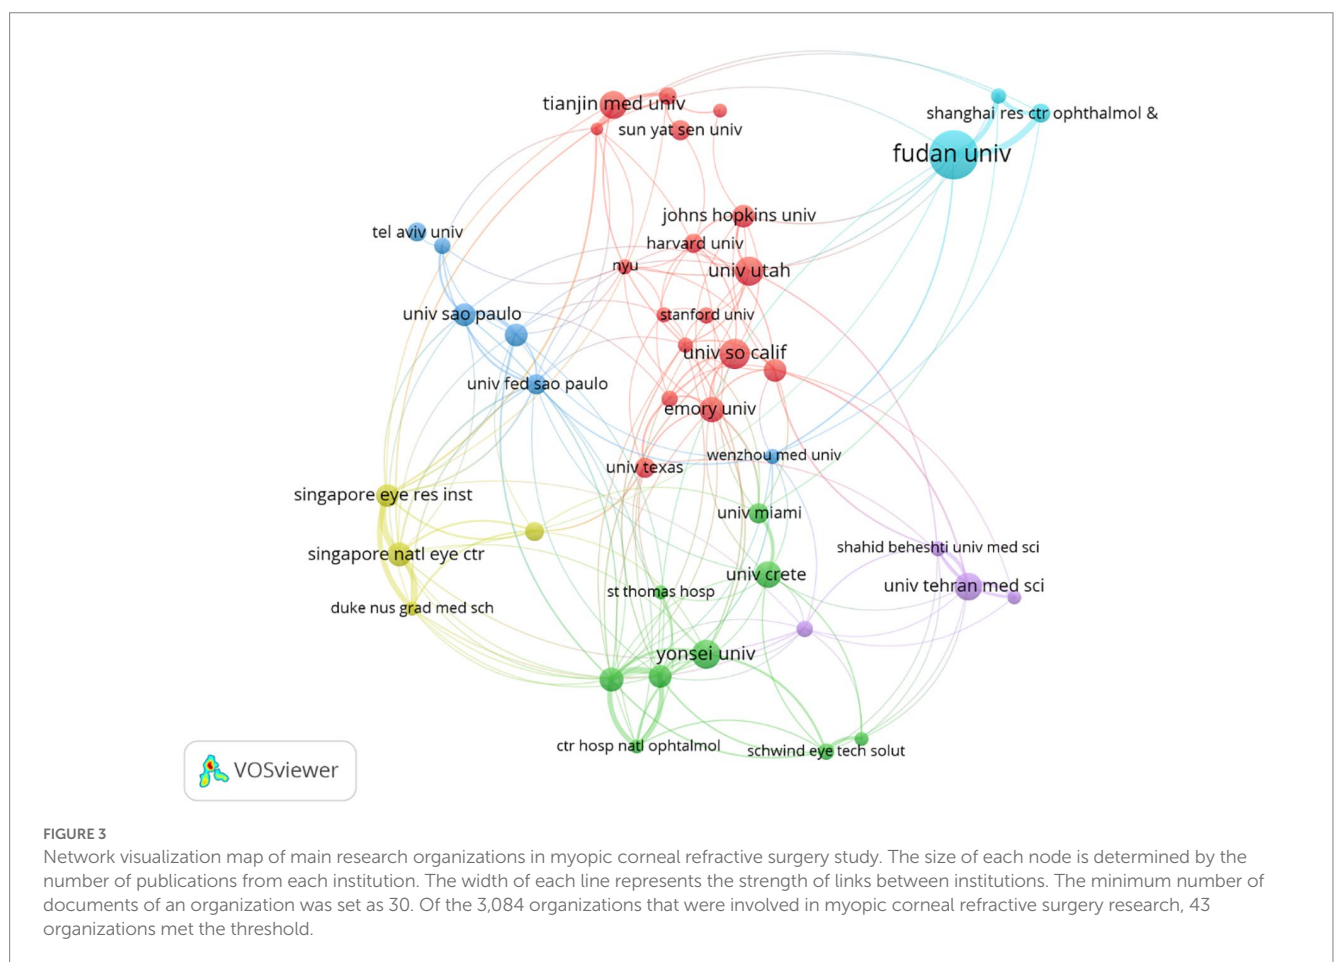 tianjin med univ
shanghai res ctr ophthalmol &
sun yat sen univ
fudan univ
johns hopkins univ
tel aviv univ
harvard univ
nyu
univ utah
univ sao paulo
stanford univ
univ so calif
univ fed sao paulo
emory univ
wenzhou med univ
univ texas
singapore eye res inst
univ miami
shahid beheshti univ med sci
singapore natl eye ctr
univ crete
univ tehran med sci
st thomas hosp
duke nus grad med sch
yonsei univ
ctr hosp natl ophtalmol
schwind eye tech solut
VOSviewer
FIGURE 3
Network visualization map of main research organizations in myopic corneal refractive surgery study. The size of each node is determined by the
number of publications from each institution. The width of each line represents the strength of links between institutions. The minimum number of
documents of an organization was set as 30. Of the 3,084 organizations that were involved in myopic corneal refractive surgery research, 43
organizations met the threshold.